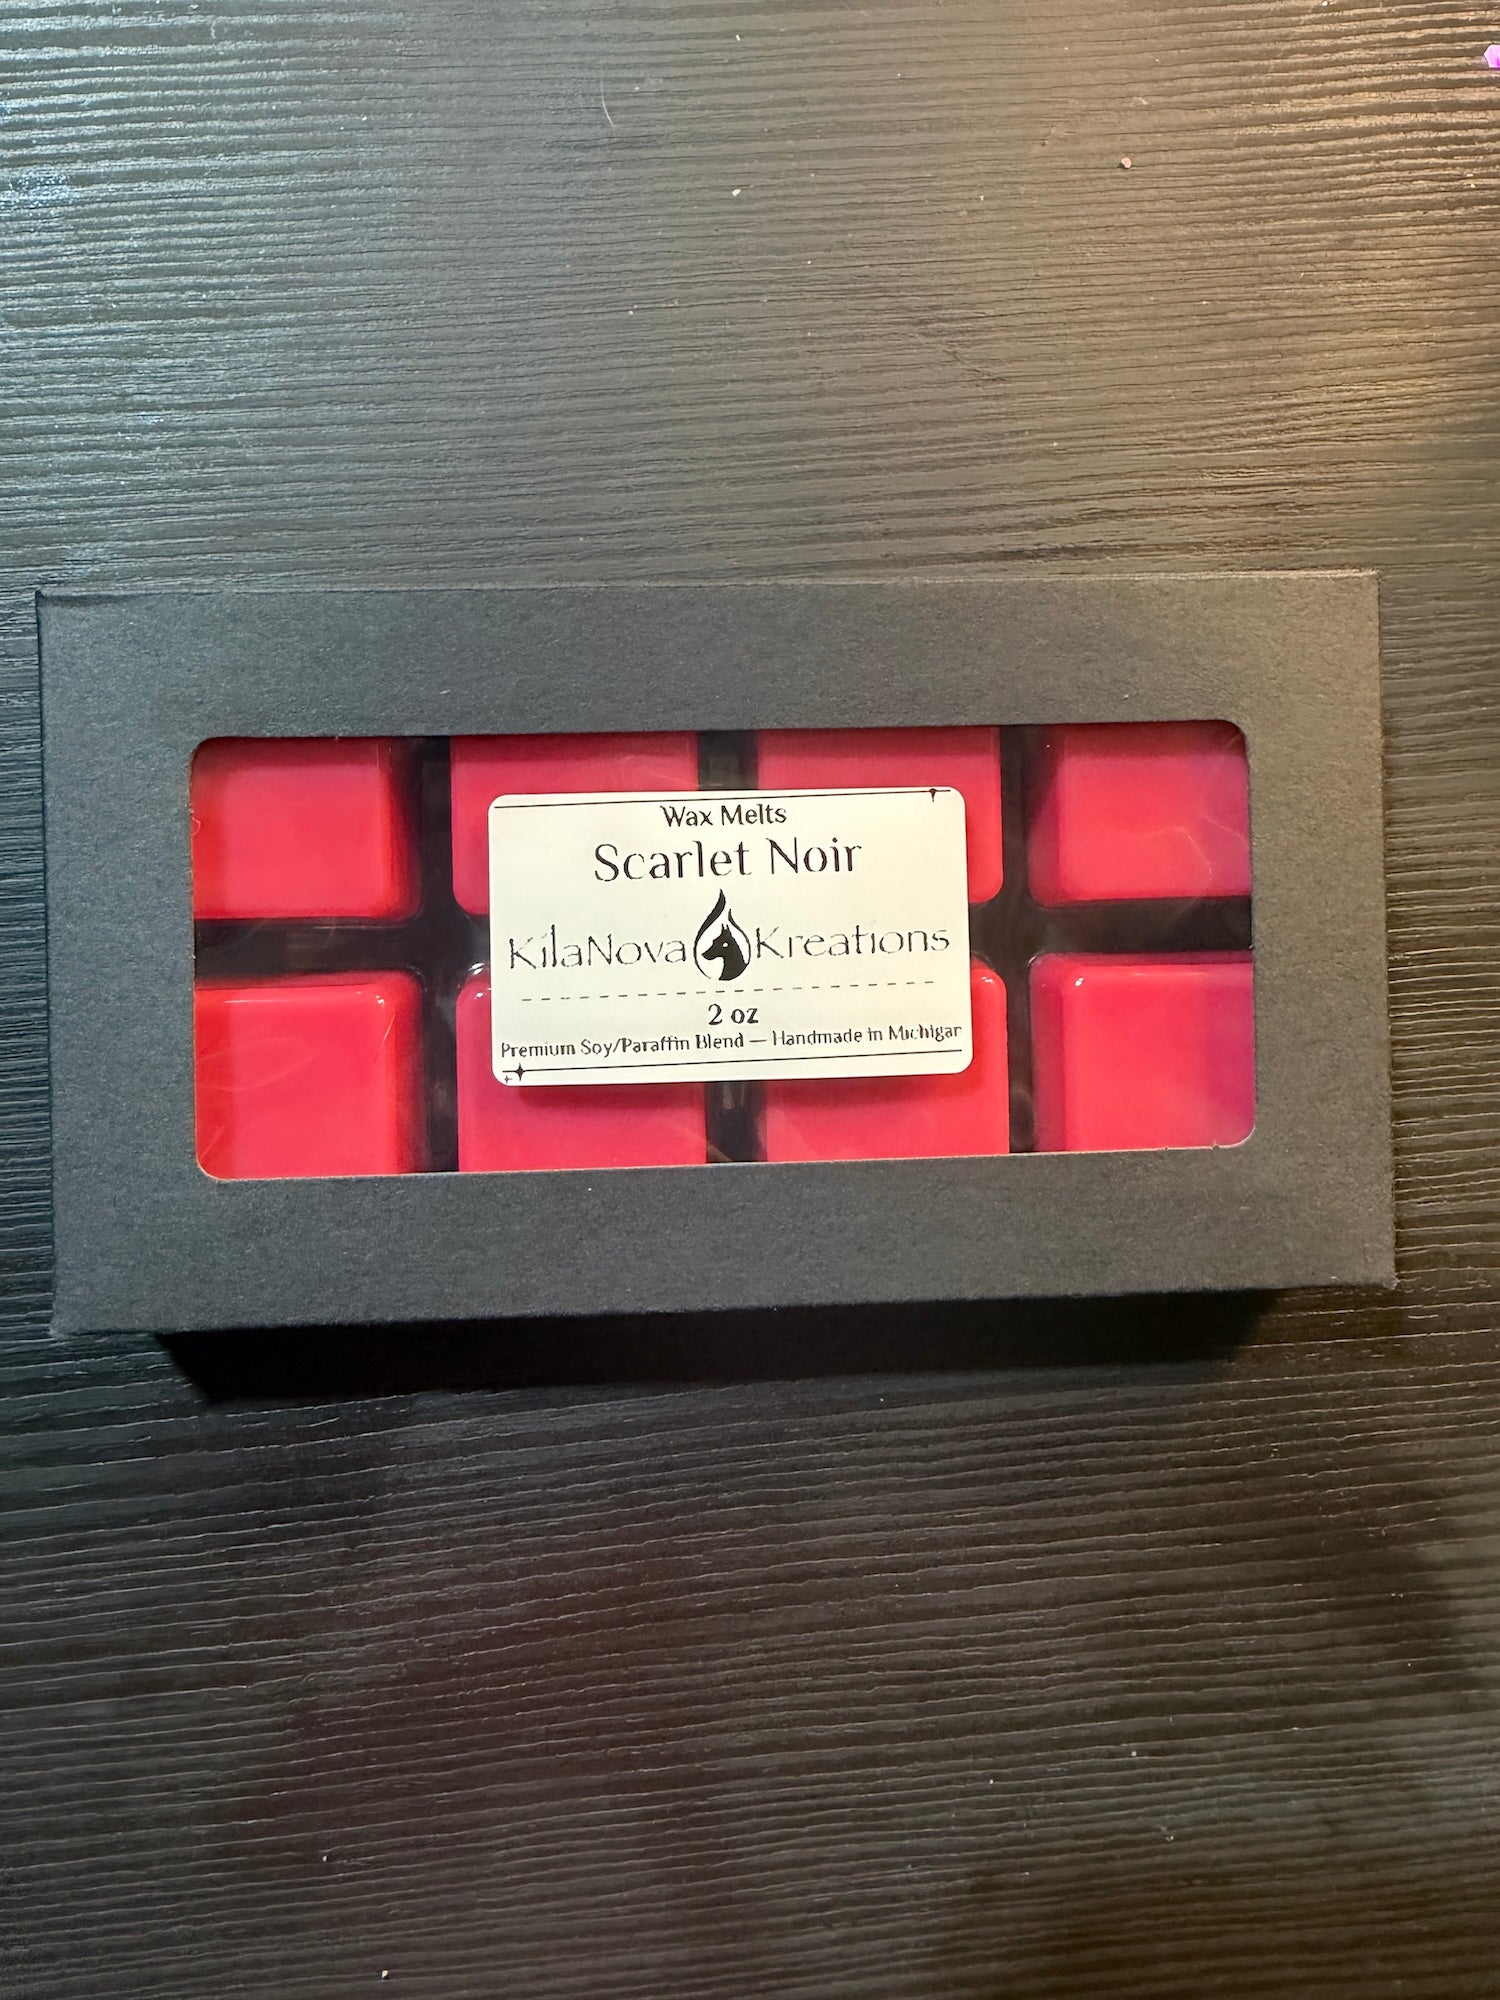 Wax Melts
Scarlet Noir
KilaNova Kreations
2 oz
Premium Soy/Paraffin Blend — Handmade in Michigan